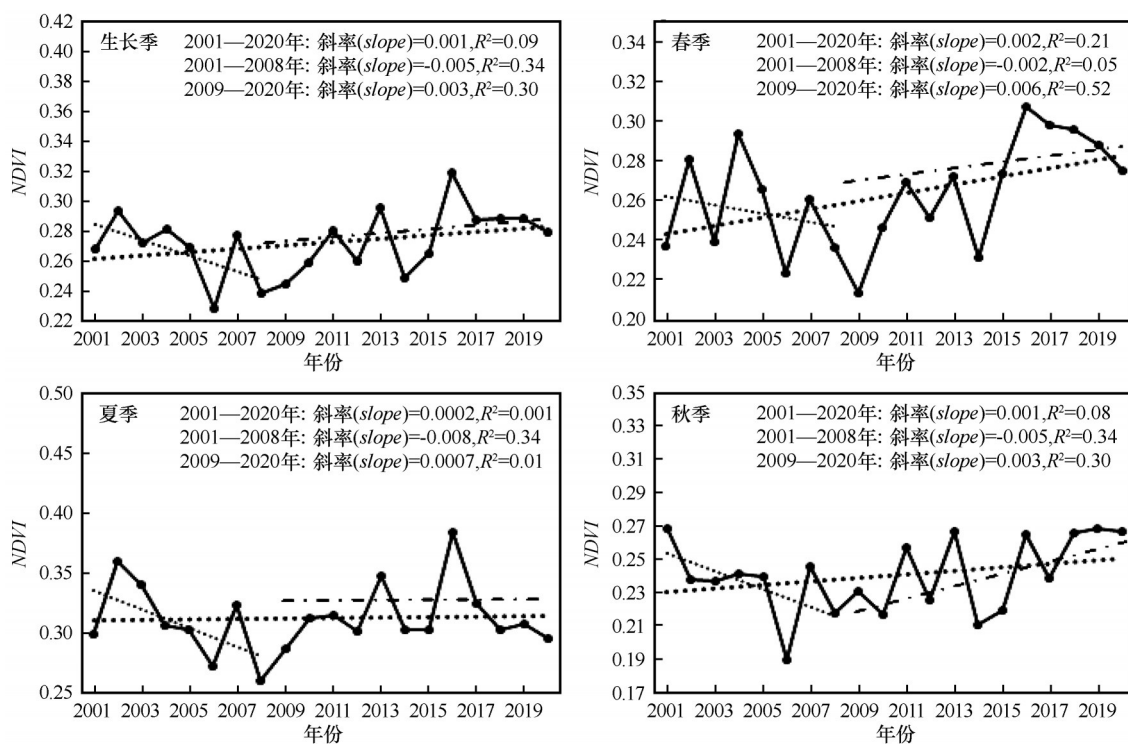 生长季 2001—2020年: 斜率(slope)=0.001,R²=0.09
2001—2008年: 斜率(slope)=-0.005,R²=0.34
2009—2020年: 斜率(slope)=0.003,R²=0.30
0.42
0.40
0.38
0.36
0.34
0.32
0.30
0.28
0.26
0.24
0.22
NDVI
2001 2003 2005 2007 2009 2011 2013 2015 2017 2019
年份
春季 2001—2020年: 斜率(slope)=0.002,R²=0.21
2001—2008年: 斜率(slope)=-0.002,R²=0.05
2009—2020年: 斜率(slope)=0.006,R²=0.52
0.34
0.32
0.30
0.28
0.26
0.24
0.22
0.20
NDVI
2001 2003 2005 2007 2009 2011 2013 2015 2017 2019
年份
夏季 2001—2020年: 斜率(slope)=0.0002,R²=0.001
2001—2008年: 斜率(slope)=-0.008,R²=0.34
2009—2020年: 斜率(slope)=0.0007,R²=0.01
0.50
0.45
0.40
0.35
0.30
0.25
NDVI
2001 2003 2005 2007 2009 2011 2013 2015 2017 2019
年份
秋季 2001—2020年: 斜率(slope)=0.001,R²=0.08
2001—2008年: 斜率(slope)=-0.005,R²=0.34
2009—2020年: 斜率(slope)=0.003,R²=0.30
0.35
0.33
0.31
0.29
0.27
0.25
0.23
0.21
0.19
0.17
NDVI
2001 2003 2005 2007 2009 2011 2013 2015 2017 2019
年份